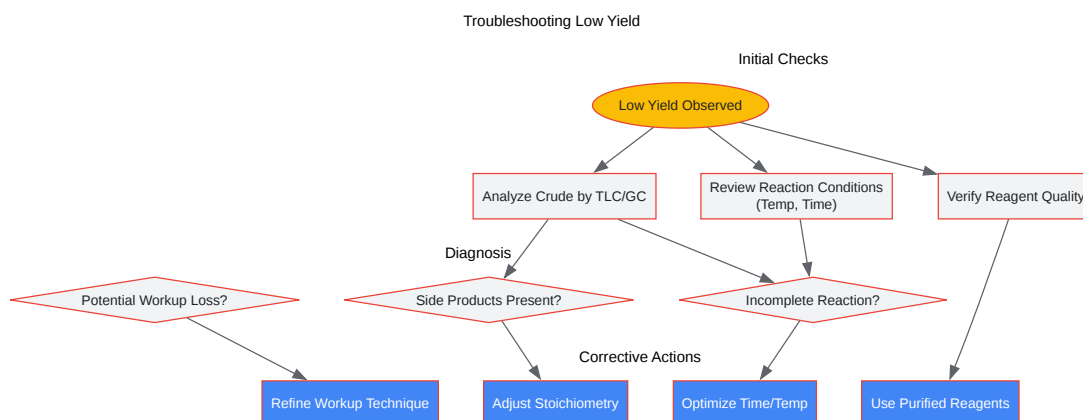 Troubleshooting Low Yield
Initial Checks
Low Yield Observed
Analyze Crude by TLC/GC
Review Reaction Conditions
(Temp, Time)
Verify Reagent Quality
Diagnosis
Potential Workup Loss?
Side Products Present?
Incomplete Reaction?
Corrective Actions
Refine Workup Technique
Adjust Stoichiometry
Optimize Time/Temp
Use Purified Reagents